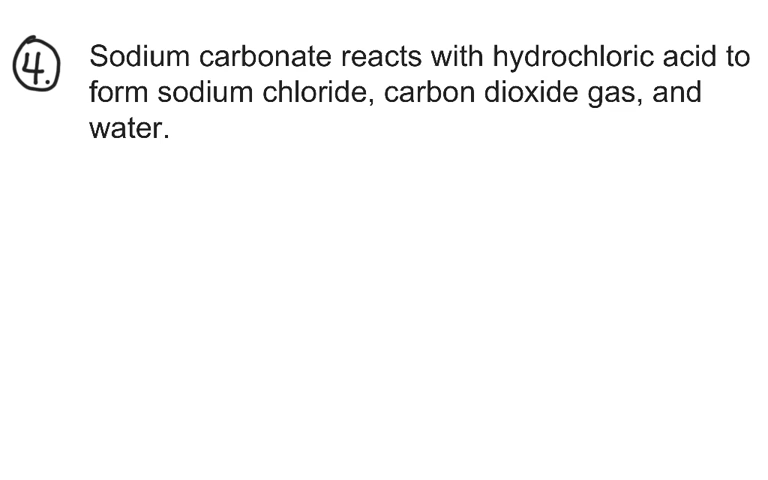 4. Sodium carbonate reacts with hydrochloric acid to
form sodium chloride, carbon dioxide gas, and
water.